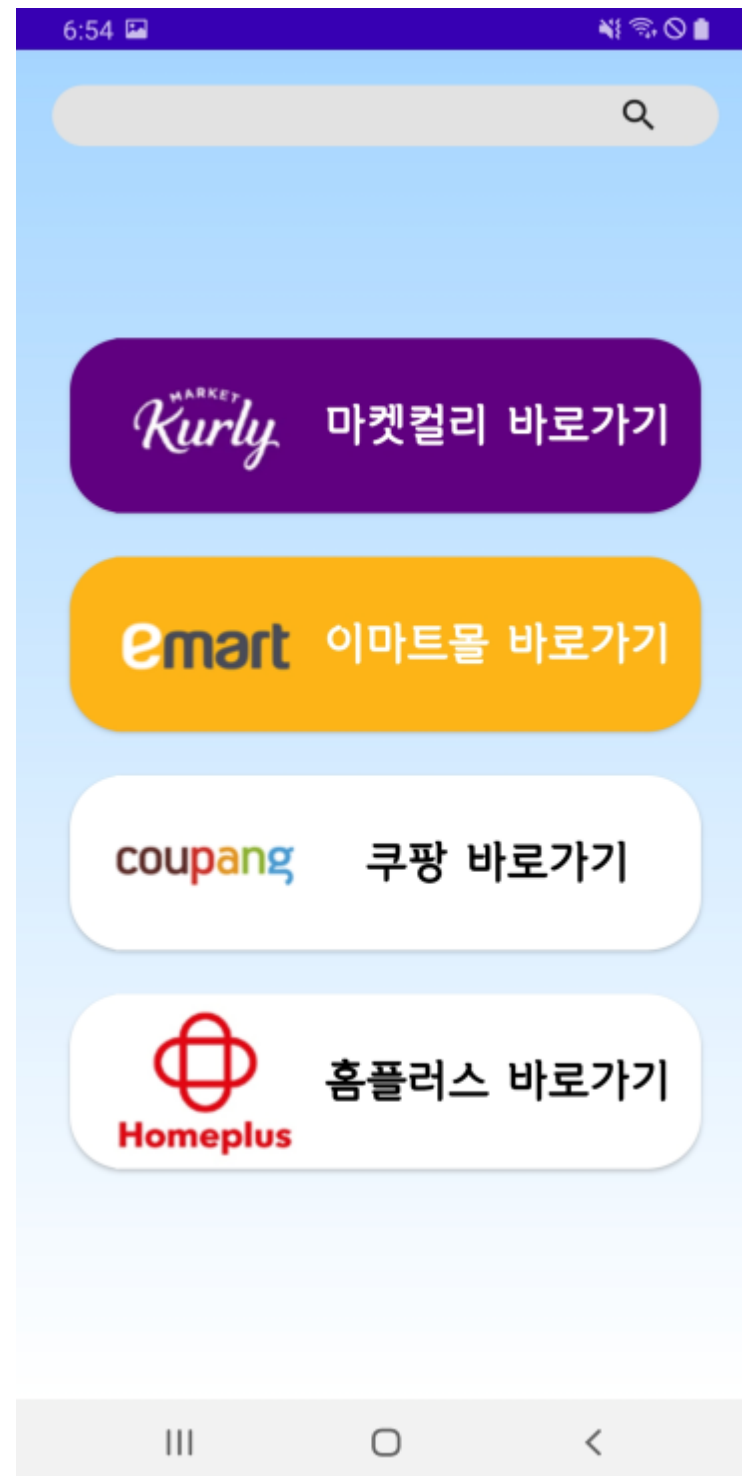 6:54
MARKET
Kurly 마켓컬리 바로가기
emart 이마트몰 바로가기
coupang 쿠팡 바로가기
홈플러스 바로가기
Homeplus